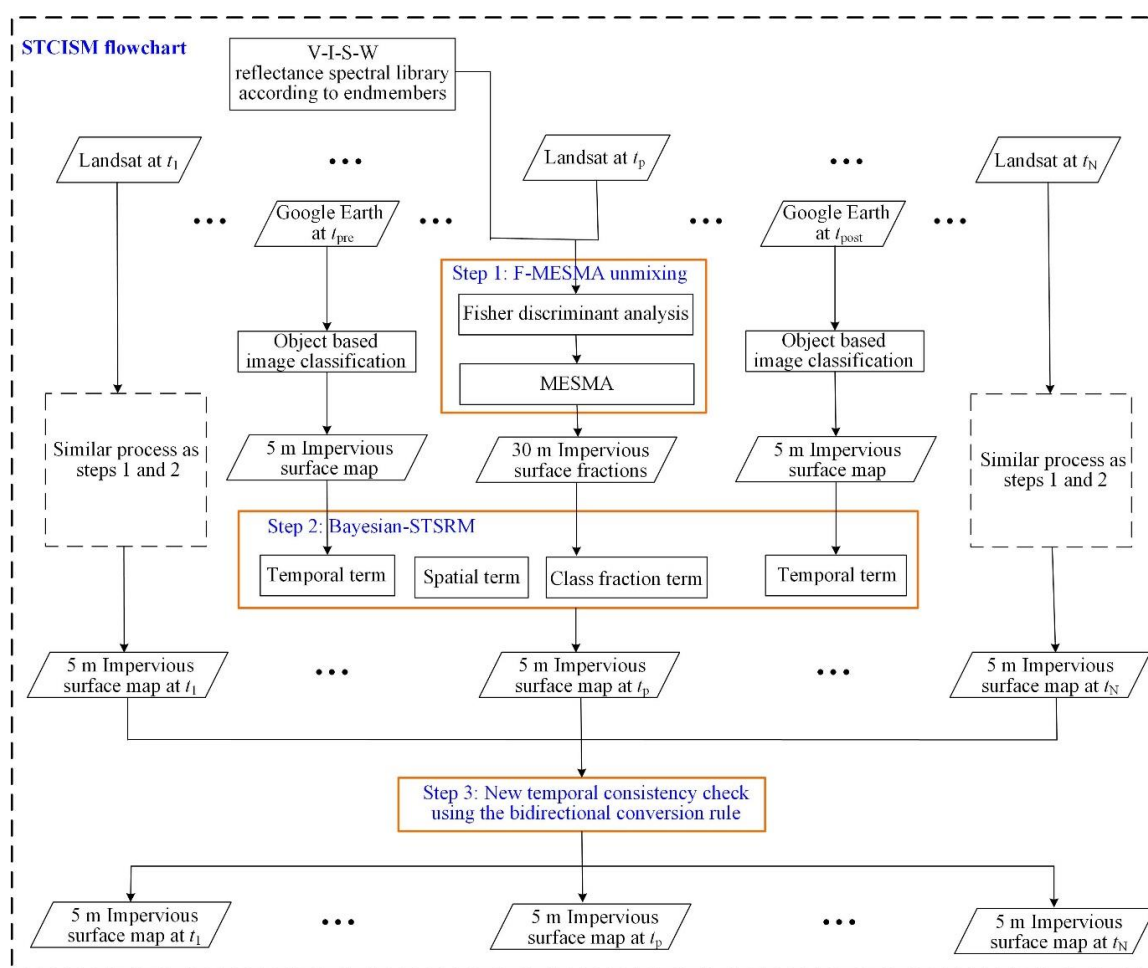 STCISM flowchart
V-I-S-W
reflectance spectral library
according to endmembers
Landsat at t1
...
Landsat at tp
...
Landsat at tN
...
Google Earth
at tpre
...
...
Google Earth
at tpost
...
Step 1: F-MESMA unmixing
Fisher discriminant analysis
MESMA
Object based
image classification
Object based
image classification
Similar process as
steps 1 and 2
5 m Impervious
surface map
30 m Impervious
surface fractions
5 m Impervious
surface map
Similar process as
steps 1 and 2
Step 2: Bayesian-STSRM
Temporal term
Spatial term
Class fraction term
Temporal term
5 m Impervious
surface map at t1
...
5 m Impervious
surface map at tp
...
5 m Impervious
surface map at tN
Step 3: New temporal consistency check
using the bidirectional conversion rule
5 m Impervious
surface map at t1
...
5 m Impervious
surface map at tp
...
5 m Impervious
surface map at tN